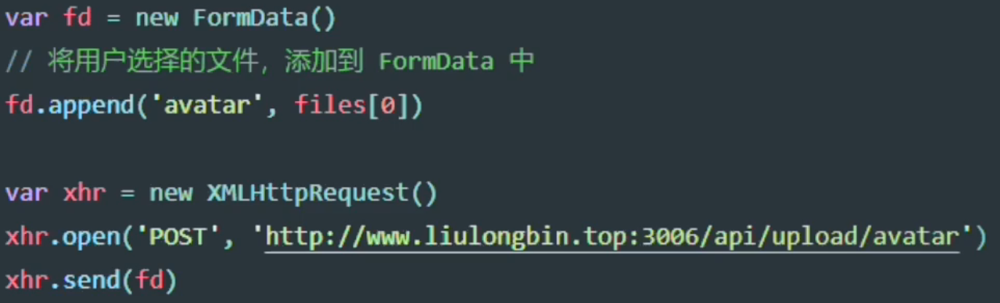 var fd = new FormData()
// 将用户选择的文件，添加到 FormData 中
fd.append('avatar', files[0])
var xhr = new XMLHttpRequest()
xhr.open('POST', 'http://www.liulongbin.top:3006/api/upload/avatar')
xhr.send(fd)